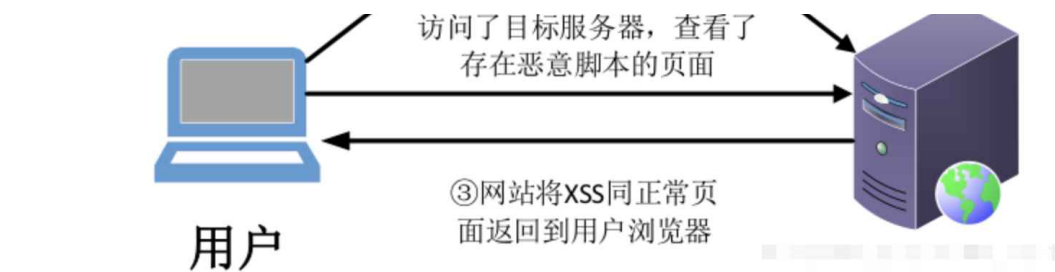 访问了目标服务器，查看了
存在恶意脚本的页面
③网站将XSS同正常页
面返回到用户浏览器
用户